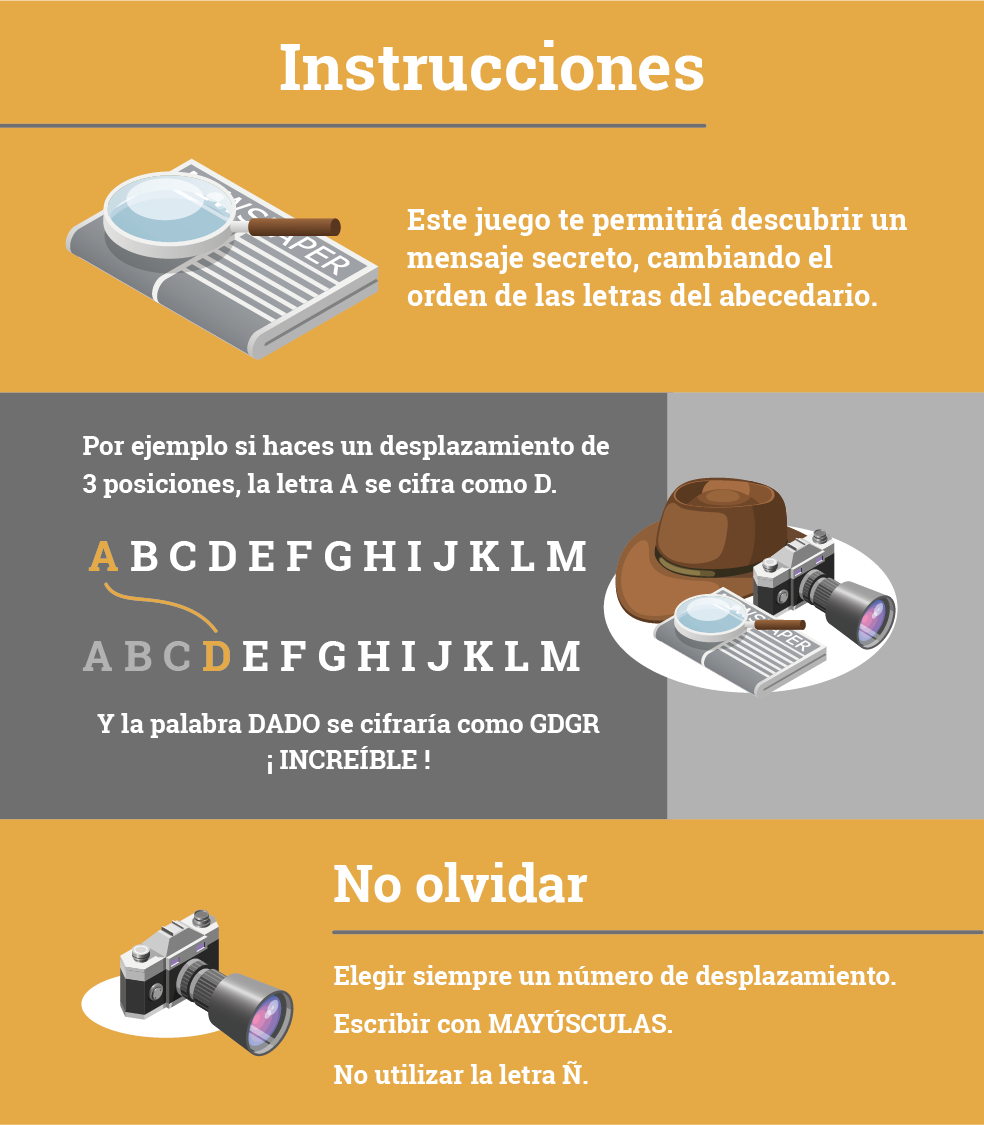 Instrucciones
NEWSPAPER
Este juego te permitirá descubrir un
mensaje secreto, cambiando el
orden de las letras del abecedario.
Por ejemplo si haces un desplazamiento de
3 posiciones, la letra A se cifra como D.
A B C D E F G H I J K L M
A B C D E F G H I J K L M
Y la palabra DADO se cifraría como GDGR
¡ INCREÍBLE !
No olvidar
Elegir siempre un número de desplazamiento.
Escribir con MAYÚSCULAS.
No utilizar la letra Ñ.